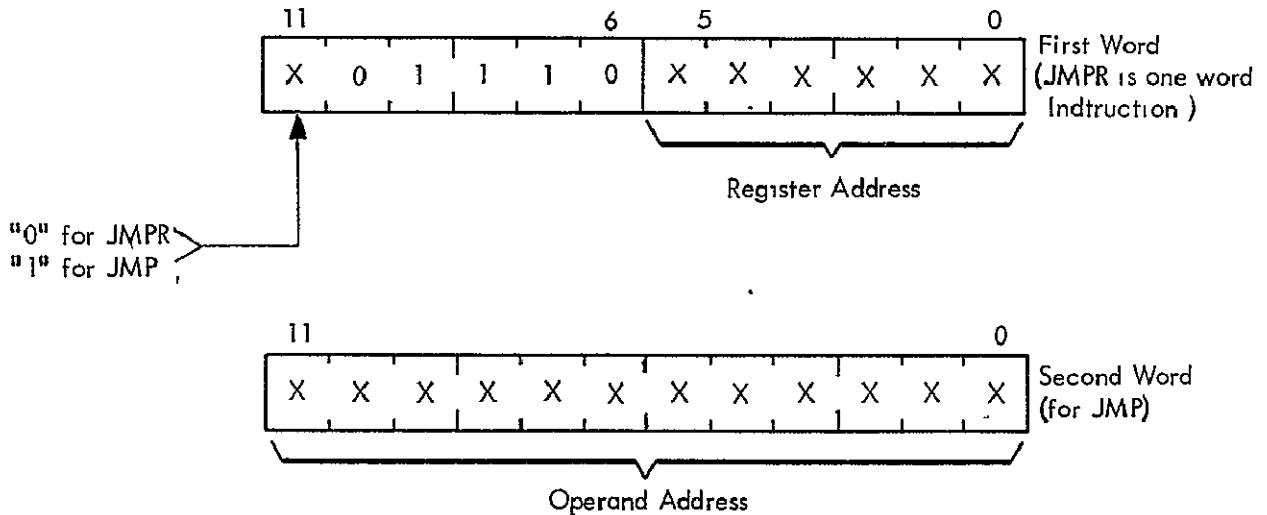 11 6 5 0
X 0 1 1 1 0 X X X X X X
First Word
(JMPR is one word
Indtruction )
Register Address
"0" for JMPR
"1" for JMP
11 0
X X X X X X X X X X X X
Second Word
(for JMP)
Operand Address